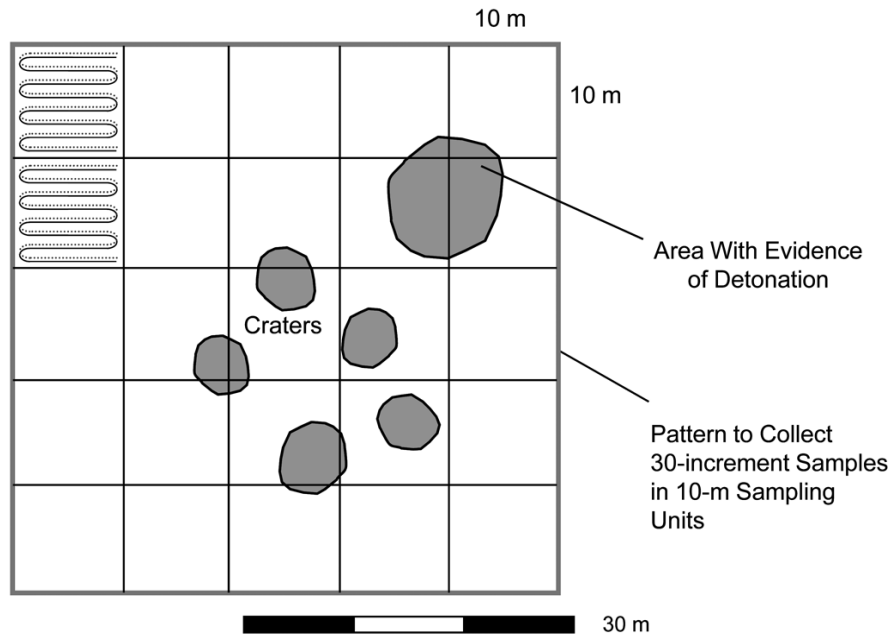 10 m
10 m
Area With Evidence
of Detonation
Craters
Pattern to Collect
30-increment Samples
in 10-m Sampling
Units
30 m